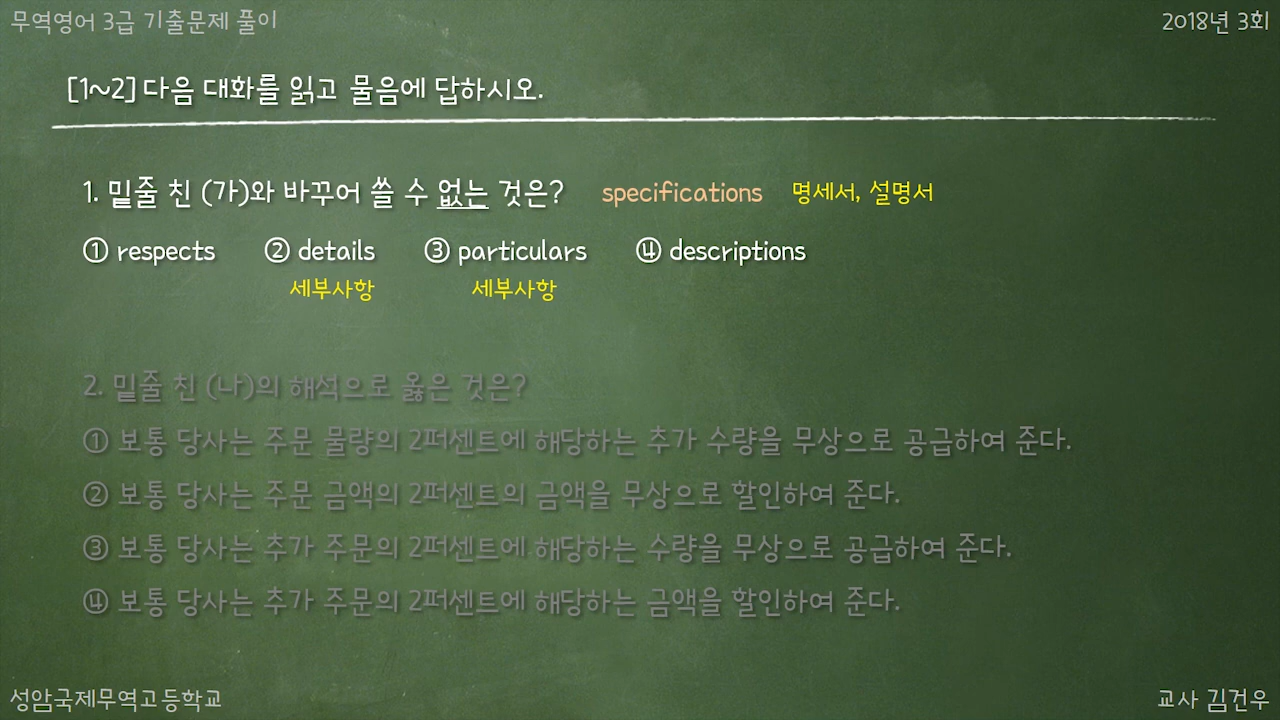 무역영어 3급 기출문제 풀이
2018년 3회
[1~2] 다음 대화를 읽고 물음에 답하시오.
1. 밑줄 친 (가)와 바꾸어 쓸 수 없는 것은? specifications 명세서, 설명서
① respects ② details ③ particulars ④ descriptions
세부사항 세부사항
2. 밑줄 친 (나)의 해석으로 옳은 것은?
① 보통 당사는 주문 물량의 2퍼센트에 해당하는 추가 수량을 무상으로 공급하여 준다.
② 보통 당사는 주문 금액의 2퍼센트의 금액을 무상으로 할인하여 준다.
③ 보통 당사는 추가 주문의 2퍼센트에 해당하는 수량을 무상으로 공급하여 준다.
④ 보통 당사는 추가 주문의 2퍼센트에 해당하는 금액을 할인하여 준다.
성암국제무역고등학교
교사 김건우